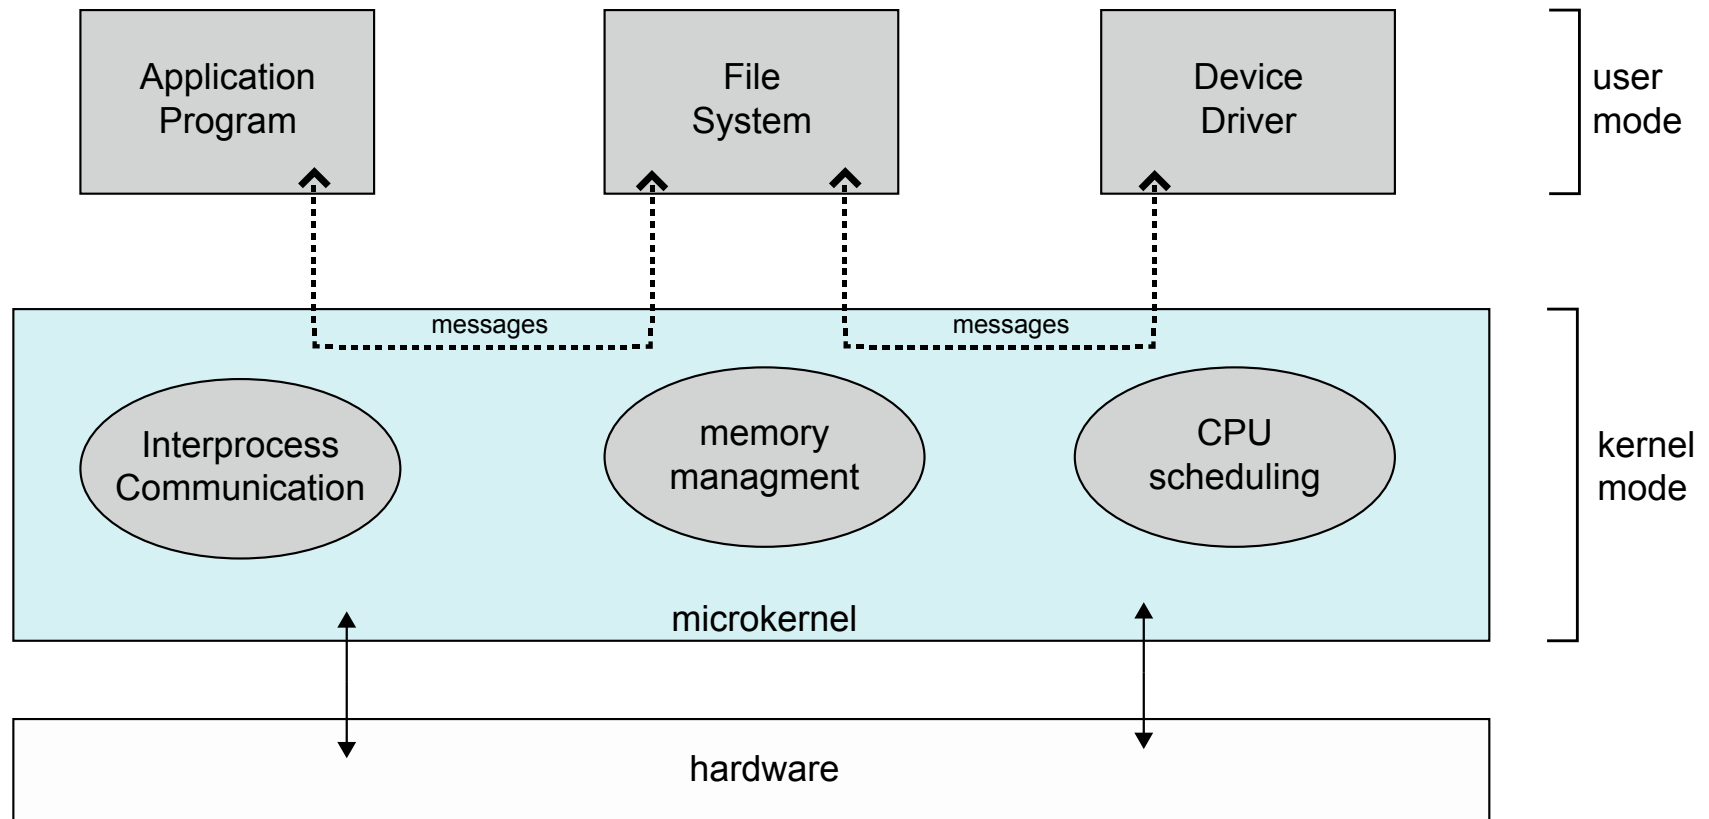 Application
Program
File
System
Device
Driver
user
mode
messages
messages
Interprocess
Communication
memory
managment
CPU
scheduling
kernel
mode
microkernel
hardware